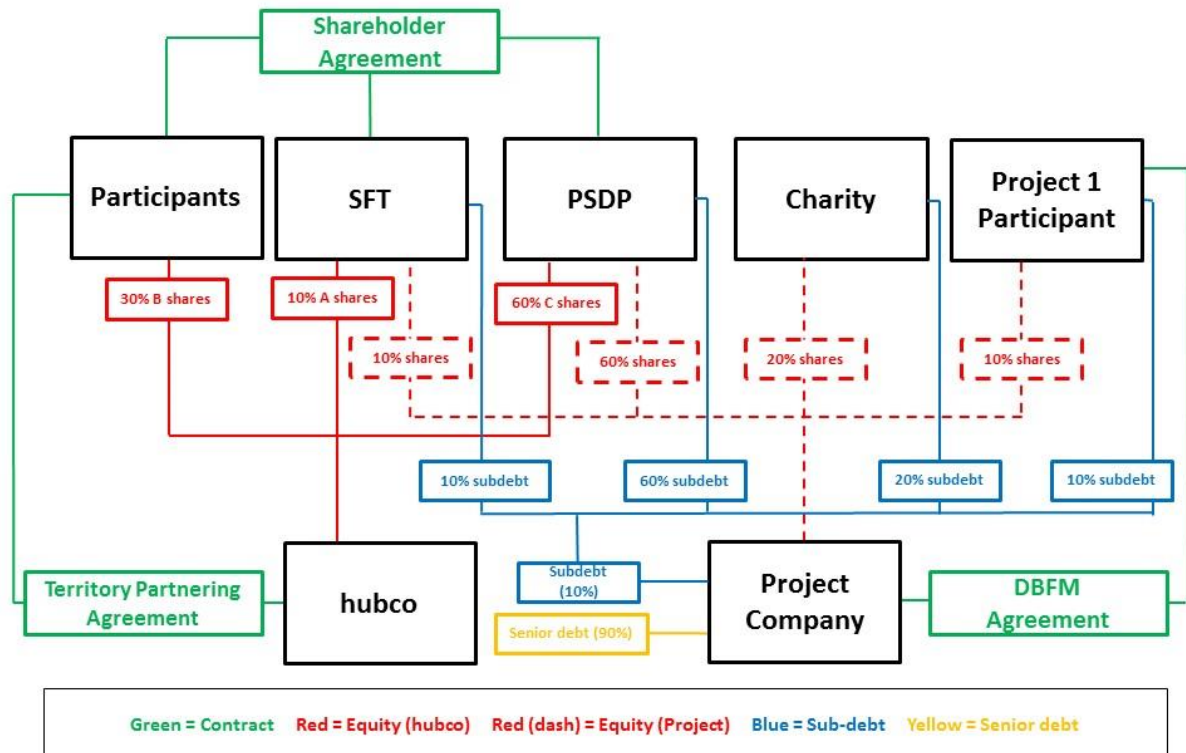 Shareholder
Agreement
Participants
SFT
PSDP
Charity
Project 1
Participant
30% B shares
10% A shares
60% C shares
10% shares
60% shares
20% shares
10% shares
10% subdebt
60% subdebt
20% subdebt
10% subdebt
Territory Partnering
Agreement
hubco
Subdebt
(10%)
Senior debt (90%)
Project
Company
DBFM
Agreement
Green = Contract Red = Equity (hubco) Red (dash) = Equity (Project) Blue = Sub-debt Yellow = Senior debt